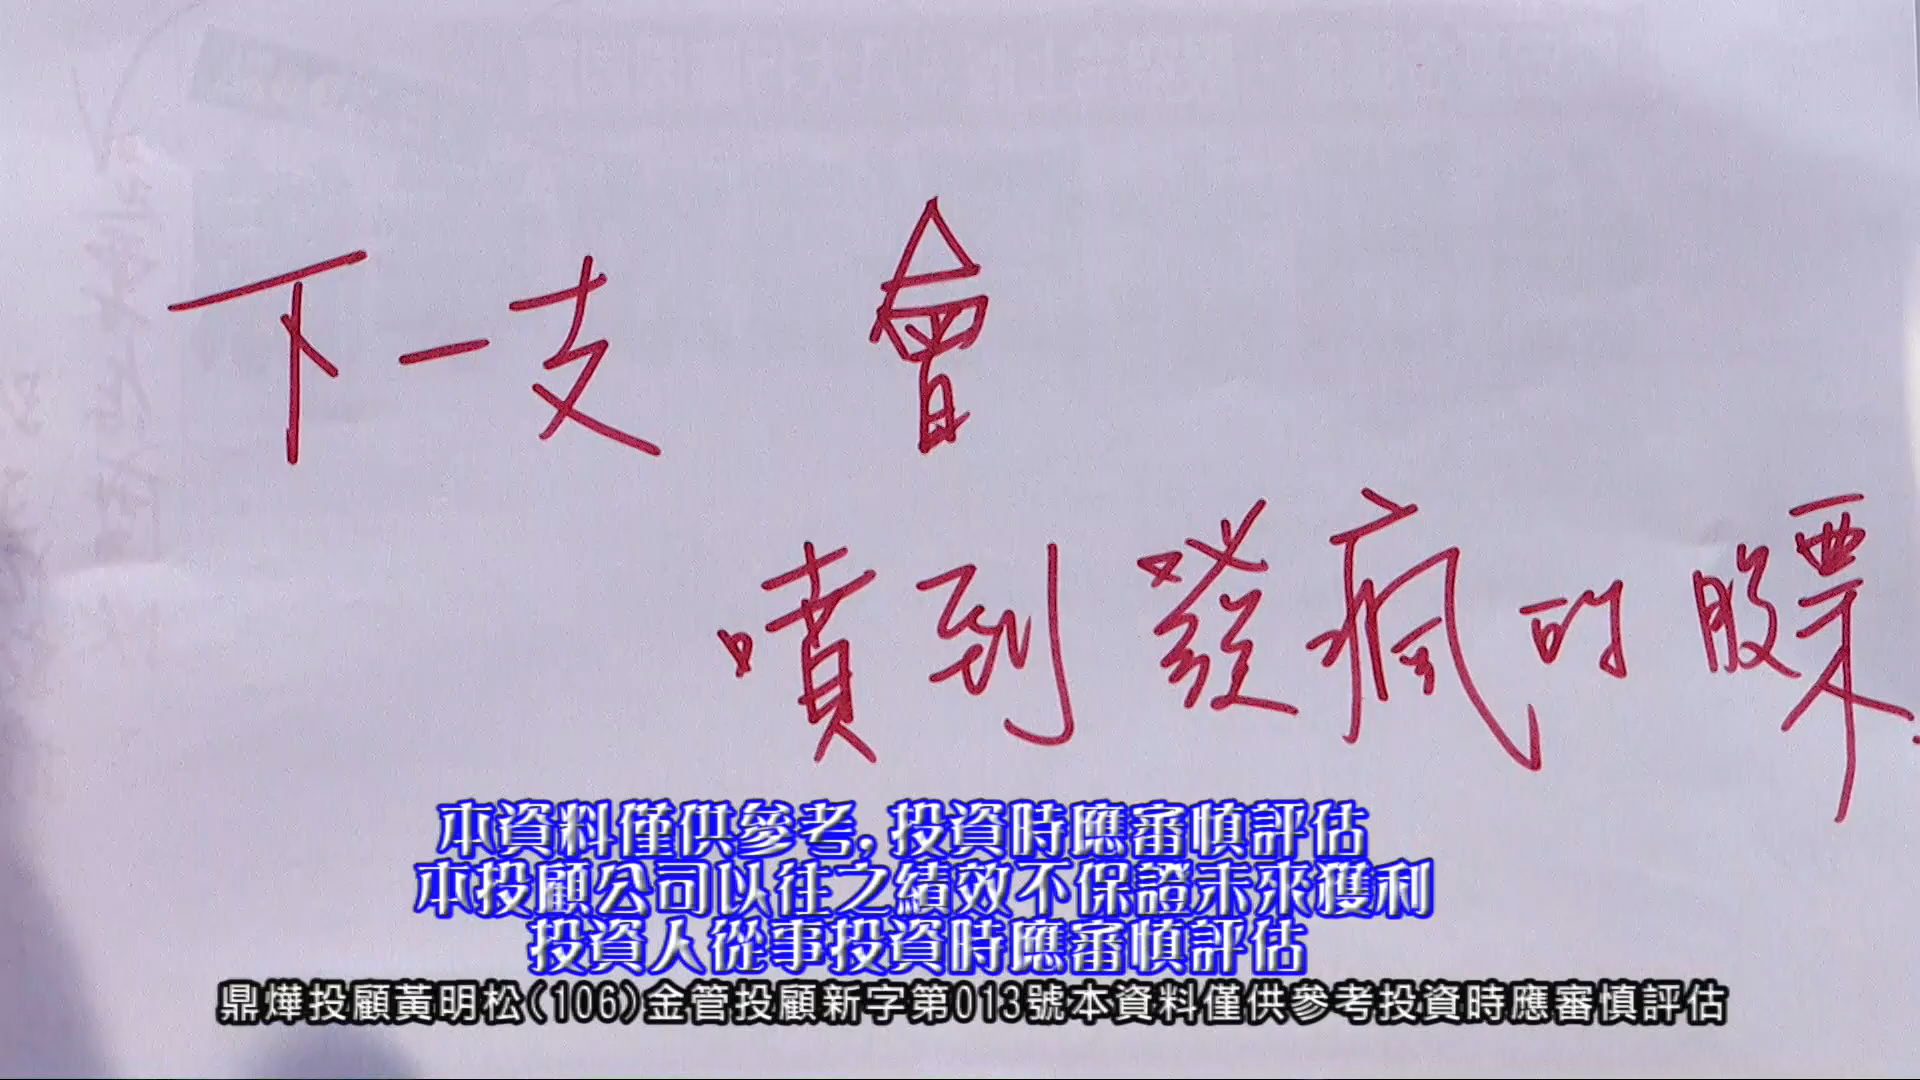 下一支 會
噴到發瘋的股票
本資料僅供參考,投資時應審慎評估
本投顧公司以往之績效不保證未來獲利
投資人從事投資時應審慎評估
鼎燁投顧黃明松(106)金管投顧新字第013號本資料僅供參考投資時應審慎評估